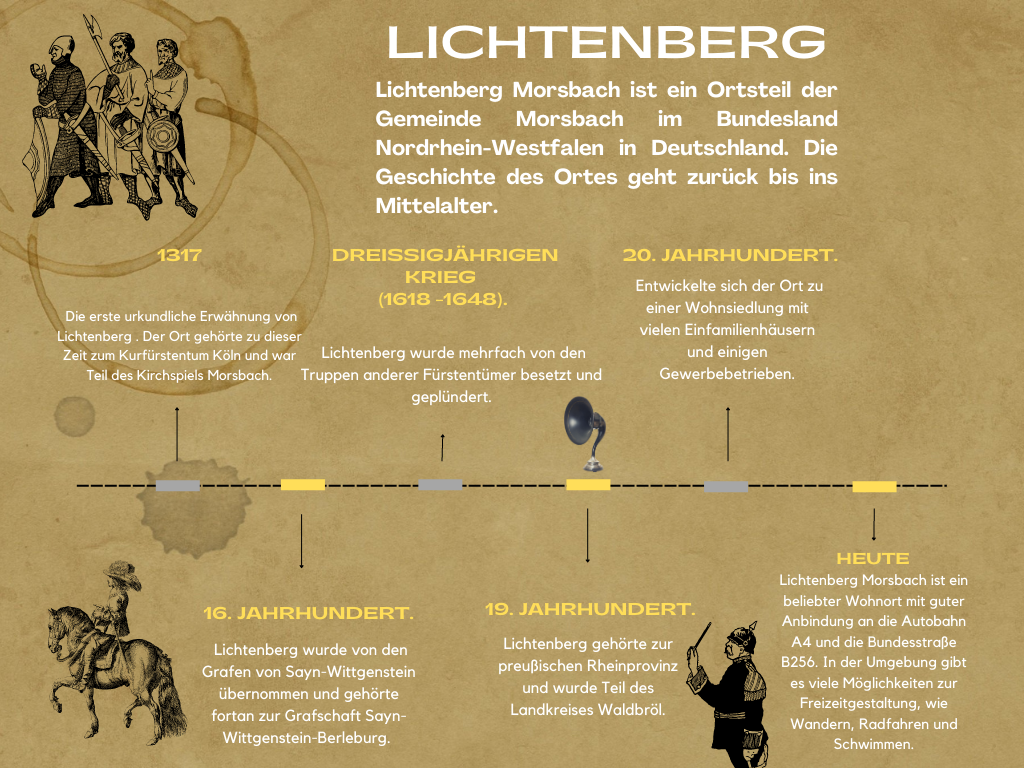 LICHTENBERG
Lichtenberg Morsbach ist ein Ortsteil der
Gemeinde Morsbach im Bundesland
Nordrhein-Westfalen in Deutschland. Die
Geschichte des Ortes geht zurück bis ins
Mittelalter.
1317
Die erste urkundliche Erwähnung von
Lichtenberg . Der Ort gehörte zu dieser
Zeit zum Kurfürstentum Köln und war
Teil des Kirchspiels Morsbach.
DREISSIGJÄHRIGEN
KRIEG
(1618 -1648).
Lichtenberg wurde mehrfach von den
Truppen anderer Fürstentümer besetzt und
geplündert.
20. JAHRHUNDERT.
Entwickelte sich der Ort zu
einer Wohnsiedlung mit
vielen Einfamilienhäusern
und einigen
Gewerbebetrieben.
16. JAHRHUNDERT.
Lichtenberg wurde von den
Grafen von Sayn-Wittgenstein
übernommen und gehörte
fortan zur Grafschaft Sayn-
Wittgenstein-Berleburg.
19. JAHRHUNDERT.
Lichtenberg gehörte zur
preußischen Rheinprovinz
und wurde Teil des
Landkreises Waldbröl.
HEUTE
Lichtenberg Morsbach ist ein
beliebter Wohnort mit guter
Anbindung an die Autobahn
A4 und die Bundesstraße
B256. In der Umgebung gibt
es viele Möglichkeiten zur
Freizeitgestaltung, wie
Wandern, Radfahren und
Schwimmen.